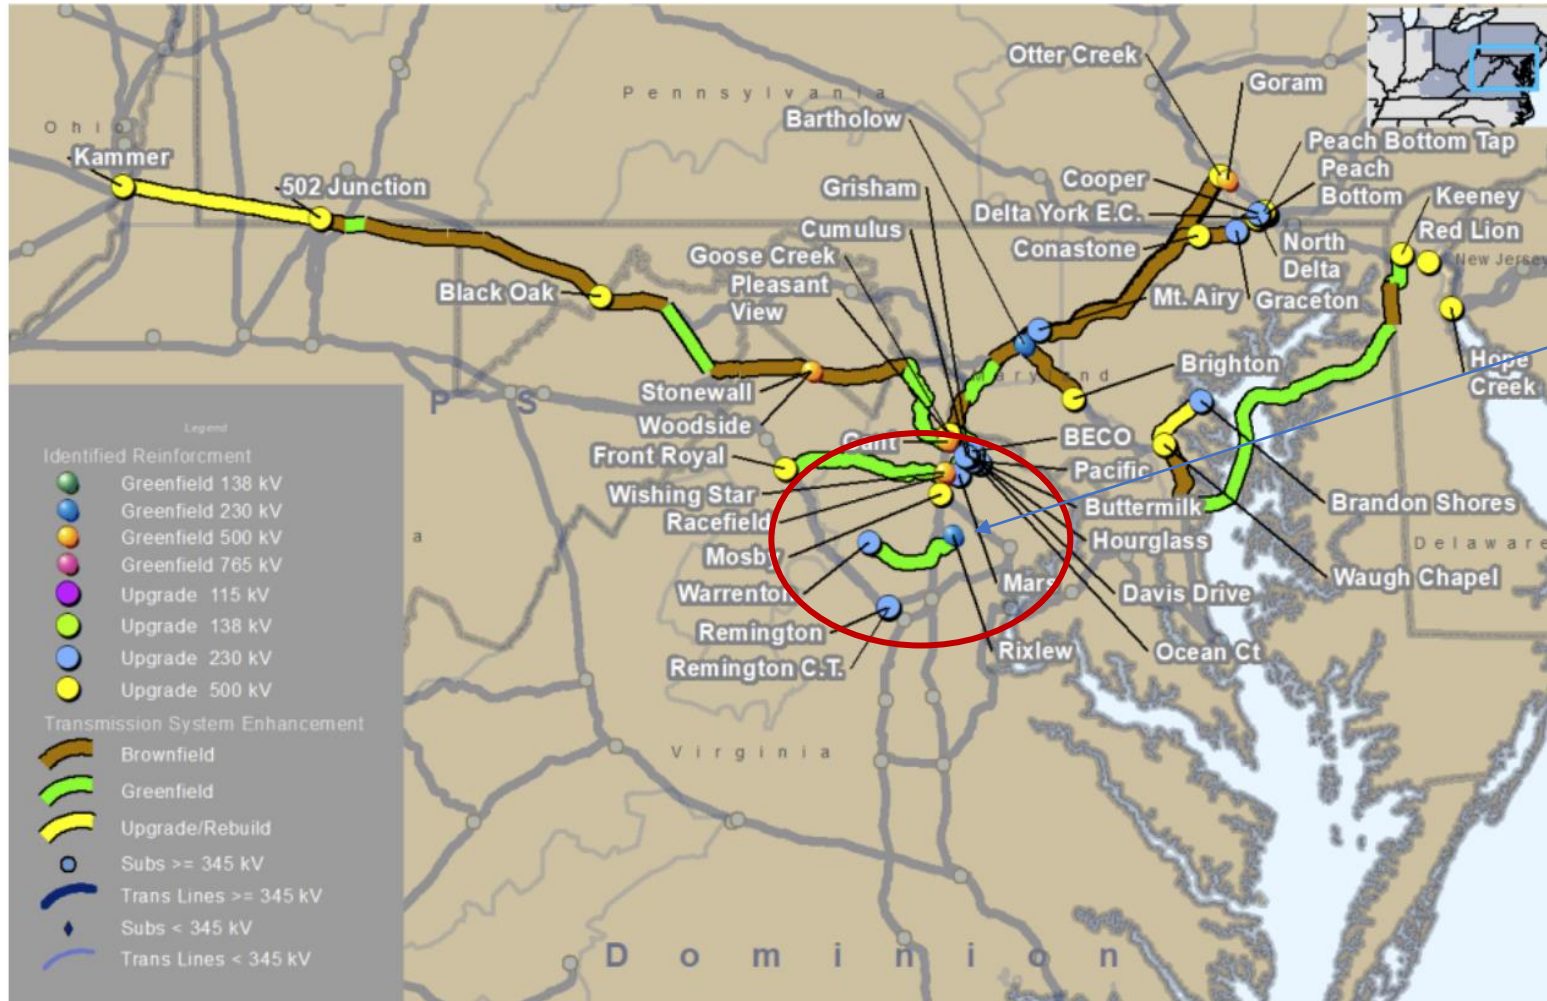 Otter Creek
Goram
Pennsylvania
Bartholow
Ohio
Peach Bottom Tap
Kammer
Cooper
Peach
Bottom
502 Junction
Grisham
Keeney
Delta York E.C.
Cumulus
Red Lion
Conastone
North
Delta
Goose Creek
New Jersey
Pleasant
View
Black Oak
Mt. Airy
Graceton
Maryland
Brighton
Hope
Creek
Stonewall
P S
Woodside
Gant
BECO
Front Royal
Pacific
Wishing Star
Brandon Shores
Buttermilk
Racefield
Hourglass
a
Delaware
Mosby
Waugh Chapel
Warrenton
Mars
Davis Drive
Remington
Rixlew
Ocean Ct
Remington C.T.
Virginia
Dominion
Legend
Identified Reinforcment
Greenfield 138 kV
Greenfield 230 kV
Greenfield 500 kV
Greenfield 765 kV
Upgrade 115 kV
Upgrade 138 kV
Upgrade 230 kV
Upgrade 500 kV
Transmission System Enhancement
Brownfield
Greenfield
Upgrade/Rebuild
Subs >= 345 kV
Trans Lines >= 345 kV
Subs < 345 kV
Trans Lines < 345 kV